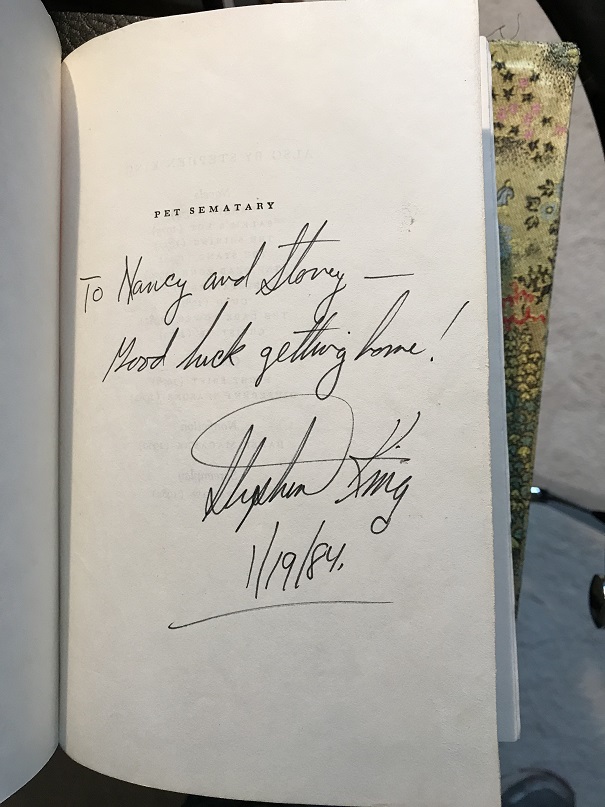 PET SEMATARY
To Nancy and Stoney —
Good luck getting home!
Stephen King
1/19/84.